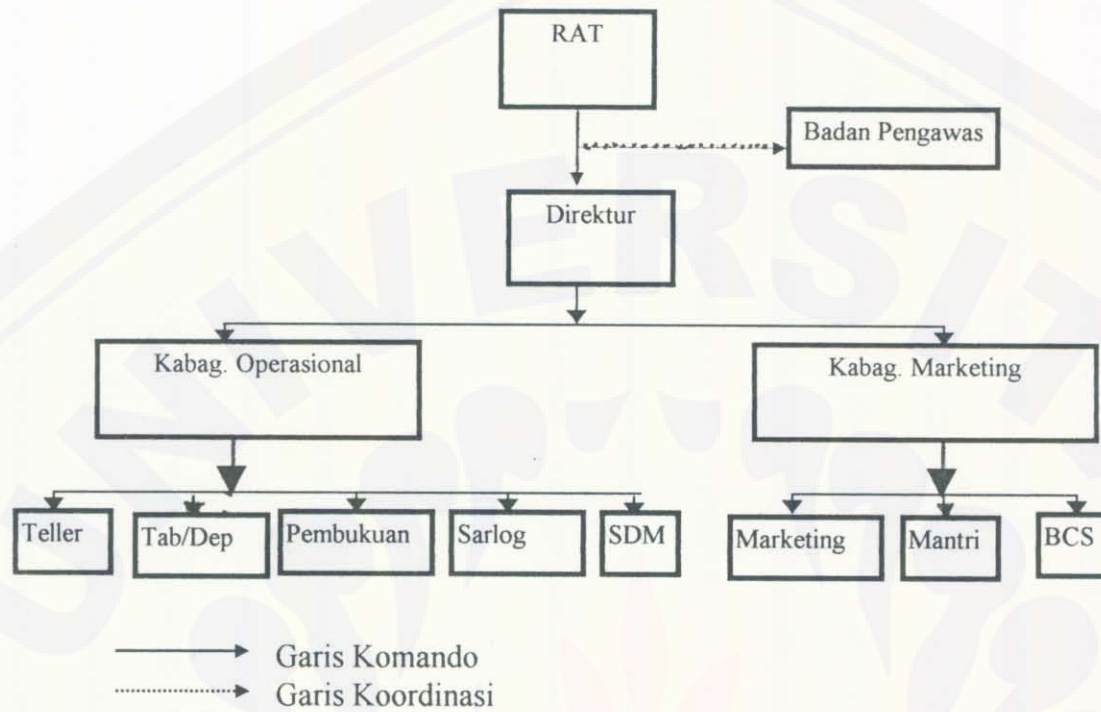 RAT
Badan Pengawas
Direktur
Kabag. Operasional
Kabag. Marketing
Teller
Tab/Dep
Pembukuan
Sarlog
SDM
Marketing
Mantri
BCS
Garis Komando
Garis Koordinasi
UNIVERSIT